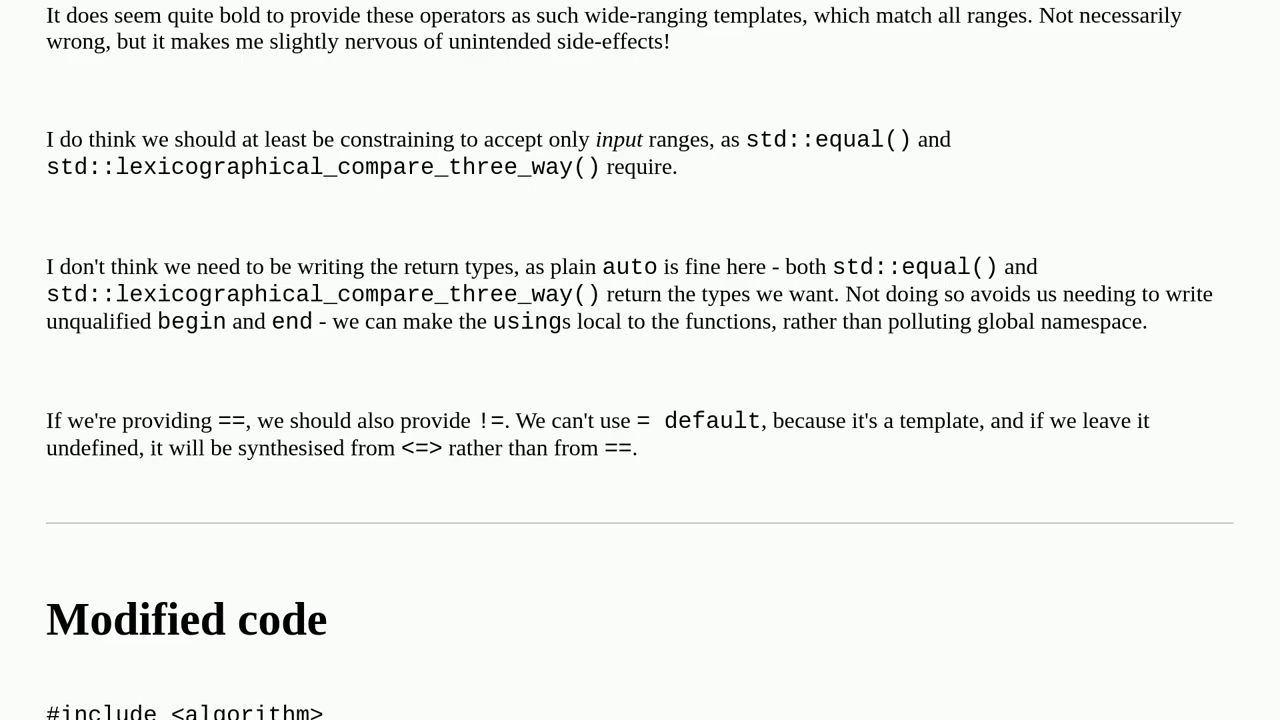 It does seem quite bold to provide these operators as such wide-ranging templates, which match all ranges. Not necessarily
wrong, but it makes me slightly nervous of unintended side-effects!
I do think we should at least be constraining to accept only input ranges, as std::equal() and
std::lexicographical_compare_three_way() require.
I don't think we need to be writing the return types, as plain auto is fine here - both std::equal() and
std::lexicographical_compare_three_way() return the types we want. Not doing so avoids us needing to write
unqualified begin and end - we can make the usings local to the functions, rather than polluting global namespace.
If we're providing ==, we should also provide !=. We can't use = default, because it's a template, and if we leave it
undefined, it will be synthesised from <=> rather than from ==.
Modified code
#include <algorithm>